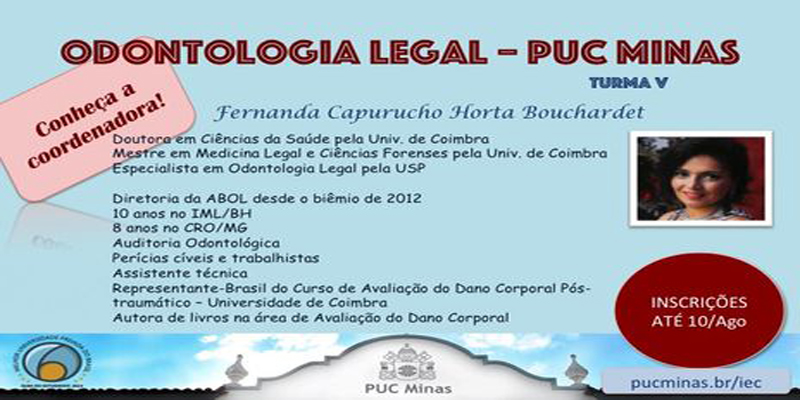 ODONTOLOGIA LEGAL – PUC MINAS
TURMA V
Conheça a
coordenadora!
Fernanda Capurucho Horta Bouchardet
Doutora em Ciências da Saúde pela Univ. de Coimbra
Mestre em Medicina Legal e Ciências Forenses pela Univ. de Coimbra
Especialista em Odontologia Legal pela USP
Diretoria da ABOL desde o biêmio de 2012
10 anos no IML/BH
8 anos no CRO/MG
Auditoria Odontológica
Perícias cíveis e trabalhistas
Assistente técnica
Representante-Brasil do Curso de Avaliação do Dano Corporal Pós-
traumático – Universidade de Coimbra
Autora de livros na área de Avaliação do Dano Corporal
INSCRIÇÕES
ATÉ 10/Ago
PUC Minas
pucminas.br/iec